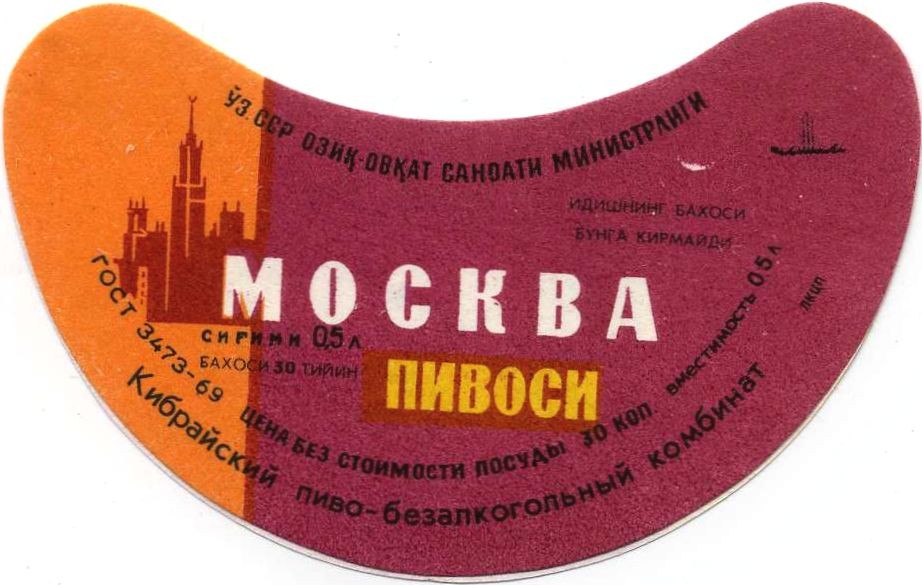 ЎЗ ССР ОЗИҚ-ОВҚАТ САНОАТИ МИНИСТРЛИГИ
ИДИШНИНГ БАХОСИ
БУНГА КИРМАЙДИ
МОСКВА
СИҒИМИ 0,5 л
БАХОСИ 30 ТИЙИН
ПИВОСИ
ГОСТ 3473-69 ЦЕНА БЕЗ СТОИМОСТИ ПОСУДЫ 30 КОП. ВМЕСТИМОСТЬ 0,5 л
Кибрайский пиво-безалкогольный комбинат